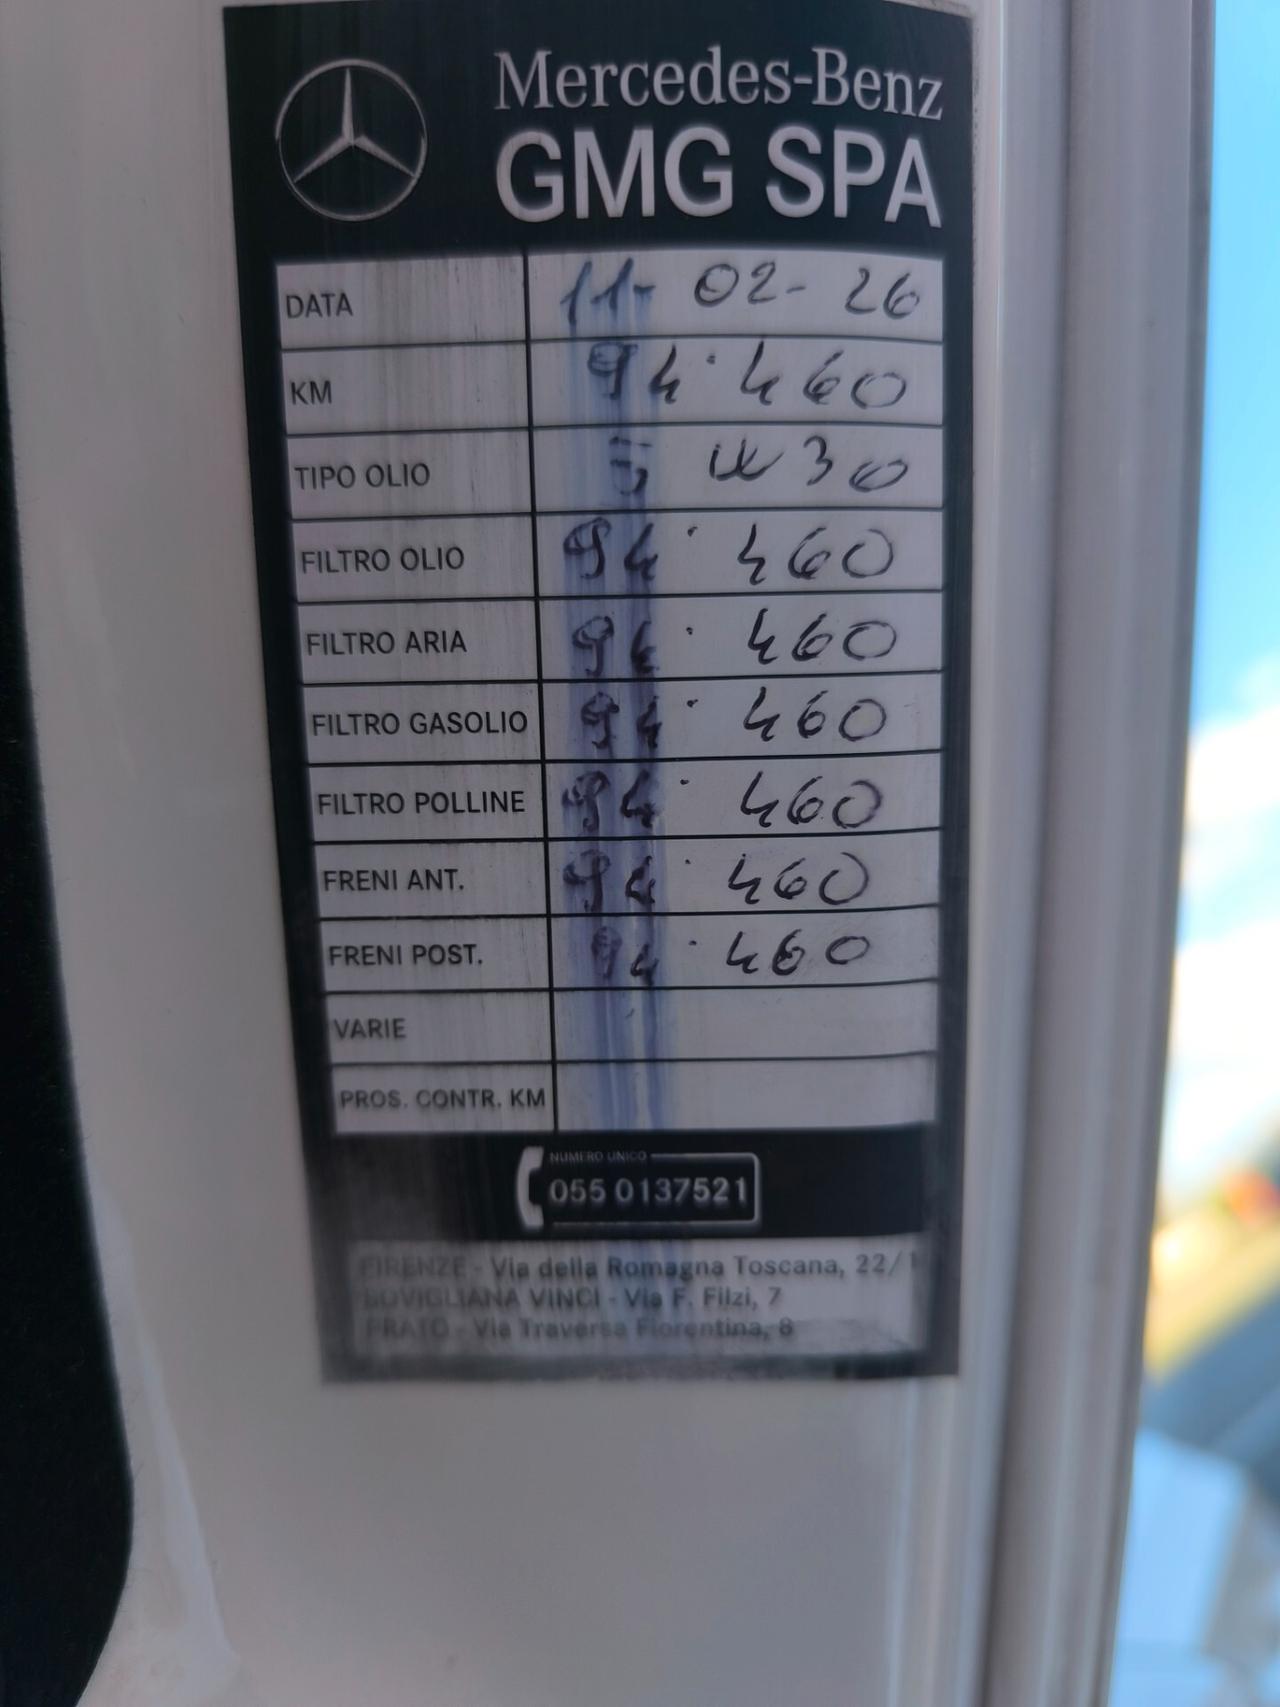 Mercedes-Benz
GMG SPA
DATA 11-02-26
KM 94.460
TIPO OLIO 5W30
FILTRO OLIO 94.460
FILTRO ARIA 94.460
FILTRO GASOLIO 94.460
FILTRO POLLINE 94.460
FRENI ANT. 94.460
FRENI POST. 94.460
VARIE
PROS. CONTR. KM
NUMERO UNICO
055 0137521
FIRENZE - Via della Romagna Toscana, 22/1
SOVIGLIANA VINCI - Via F. Filzi, 7
PRATO - Via Traversa Fiorentina, 8